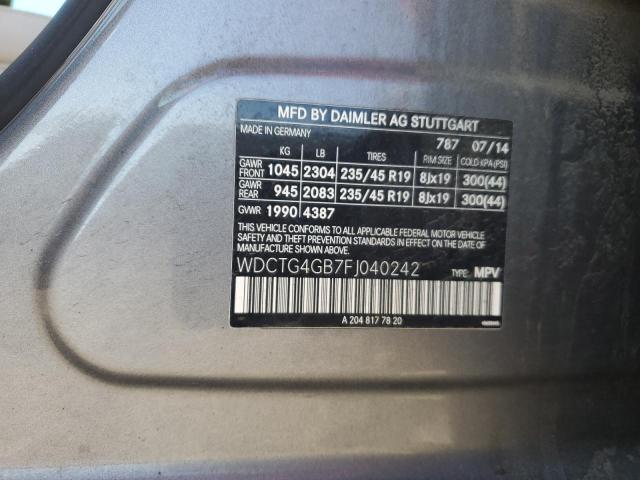 MFD BY DAIMLER AG STUTTGART
MADE IN GERMANY 787 07/14
KG LB TIRES RIM SIZE COLD KPA (PSI)
GAWR FRONT 1045 2304 235/45 R19 8Jx19 300(44)
GAWR REAR 945 2083 235/45 R19 8Jx19 300(44)
GVWR 1990 4387
THIS VEHICLE CONFORMS TO ALL
APPLICABLE FEDERAL MOTOR VEHICLE
SAFETY STANDARDS IN EFFECT ON THE DATE OF
MANUFACTURE SHOWN ABOVE.
WDCTG4GB7FJ040242 TYPE: MPV
A 204 817 78 20